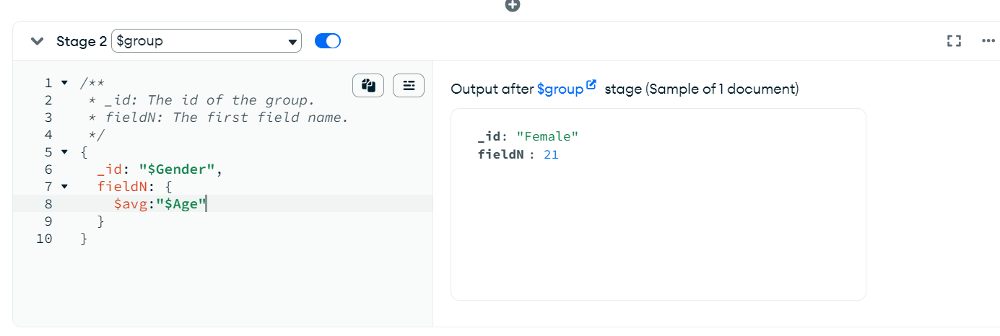 Stage 2 $group
1 /**
2 * _id: The id of the group.
3 * fieldN: The first field name.
4 */
5 {
6 _id: "$Gender",
7 fieldN: {
8 $avg:"$Age"
9 }
10 }
Output after $group stage (Sample of 1 document)
_id: "Female"
fieldN : 21